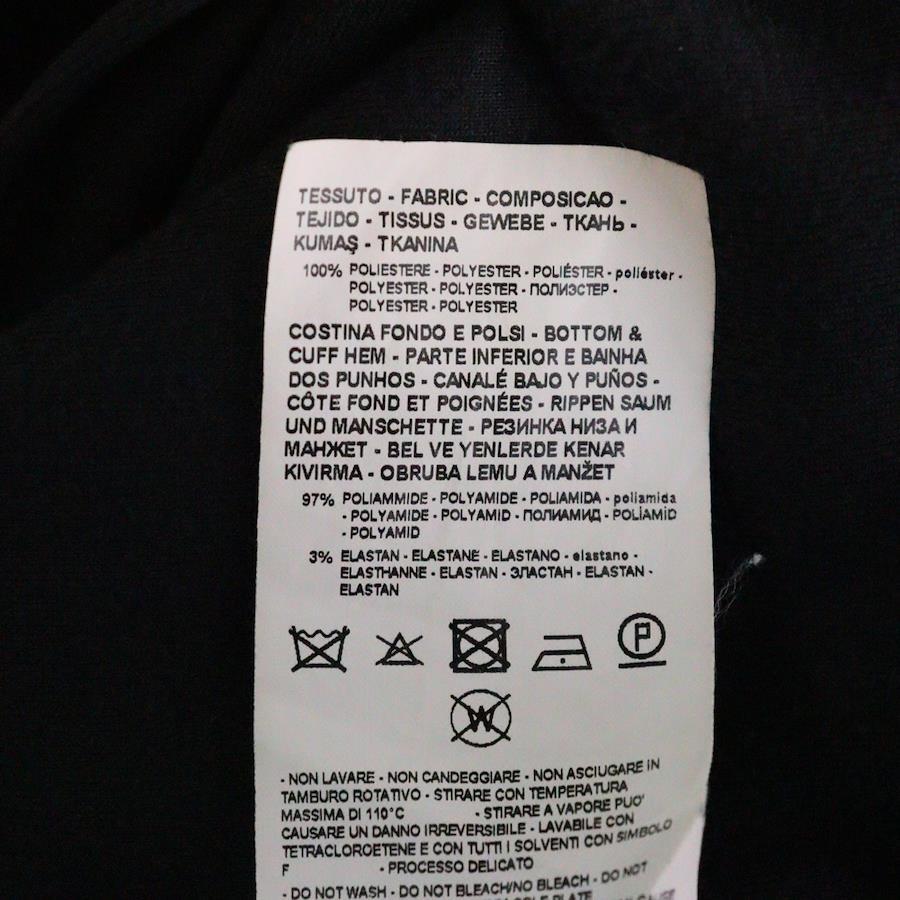 TESSUTO - FABRIC - COMPOSICAO -
TEJIDO - TISSUS - GEWEBE - ТКАНЬ -
KUMAŞ - TKANINA
100% POLIESTERE - POLYESTER - POLIÉSTER - poliéster -
POLYESTER - POLYESTER - ПОЛИЭСТЕР -
POLYESTER - POLYESTER
COSTINA FONDO E POLSI - BOTTOM &
CUFF HEM - PARTE INFERIOR E BAINHA
DOS PUNHOS - CANALÉ BAJO Y PUÑOS -
CÔTE FOND ET POIGNÉES - RIPPEN SAUM
UND MANSCHETTE - РЕЗИНКА НИЗА И
МАНЖЕТ - BEL VE YENLERDE KENAR
KIVIRMA - OBRUBA LEMU A MANŽET
97% POLIAMMIDE - POLYAMIDE - POLIAMIDA - poliamida
- POLYAMIDE - POLYAMID - ПОЛИАМИД - POLİAMİD
- POLYAMID
3% ELASTAN - ELASTANE - ELASTANO - elastano -
ELASTHANNE - ELASTAN - ЭЛАСТАН - ELASTAN -
ELASTAN
P
W
- NON LAVARE - NON CANDEGGIARE - NON ASCIUGARE IN
TAMBURO ROTATIVO - STIRARE CON TEMPERATURA
MASSIMA DI 110°C - STIRARE A VAPORE PUO'
CAUSARE UN DANNO IRREVERSIBILE - LAVABILE CON
TETRACLOROETENE E CON TUTTI I SOLVENTI CON SIMBOLO
F - PROCESSO DELICATO
- DO NOT WASH - DO NOT BLEACH/NO BLEACH - DO NOT